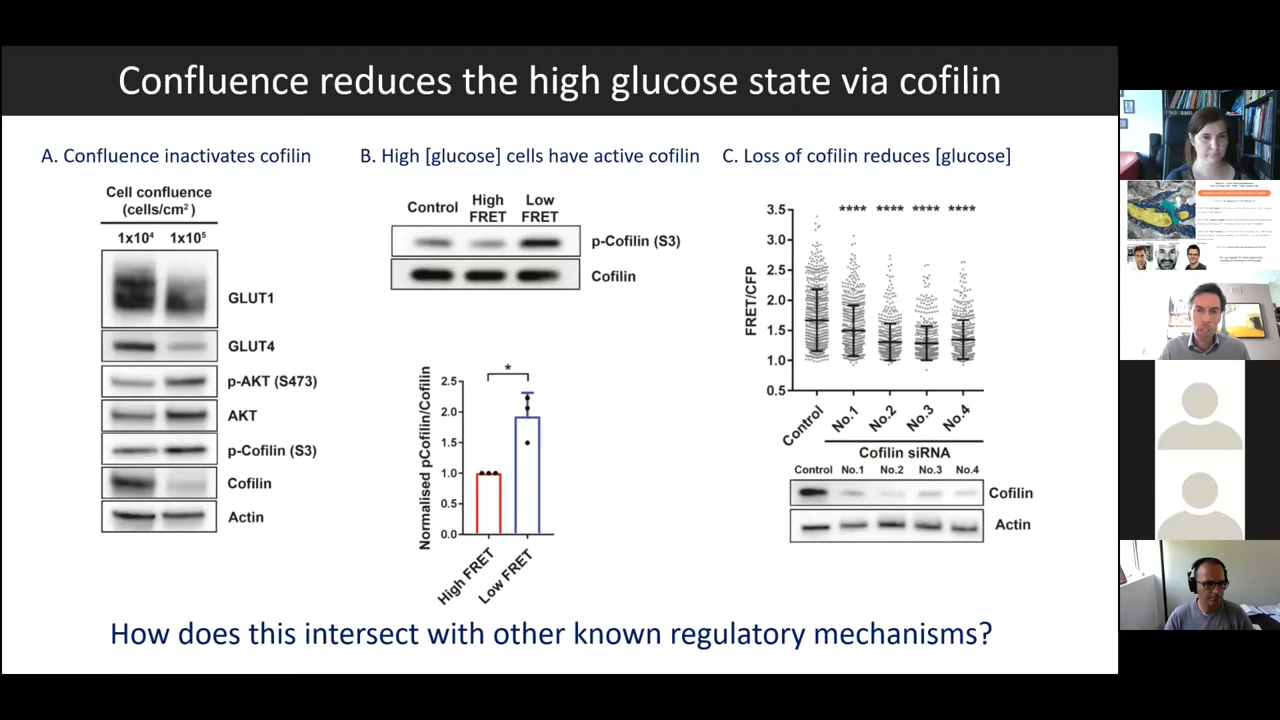 Confluence reduces the high glucose state via cofilin
A. Confluence inactivates cofilin
Cell confluence
(cells/cm²)
1x10⁴ 1x10⁵
GLUT1
GLUT4
p-AKT (S473)
AKT
p-Cofilin (S3)
Cofilin
Actin
B. High [glucose] cells have active cofilin
Control High FRET Low FRET
p-Cofilin (S3)
Cofilin
Normalised pCofilin/Cofilin
2.5
2.0
1.5
1.0
0.5
0.0
*
High FRET
Low FRET
C. Loss of cofilin reduces [glucose]
FRET/CFP
3.5
3.0
2.5
2.0
1.5
1.0
0.5
**** **** **** ****
Control No.1 No.2 No.3 No.4
Cofilin siRNA
Control No.1 No.2 No.3 No.4
Cofilin
Actin
How does this intersect with other known regulatory mechanisms?